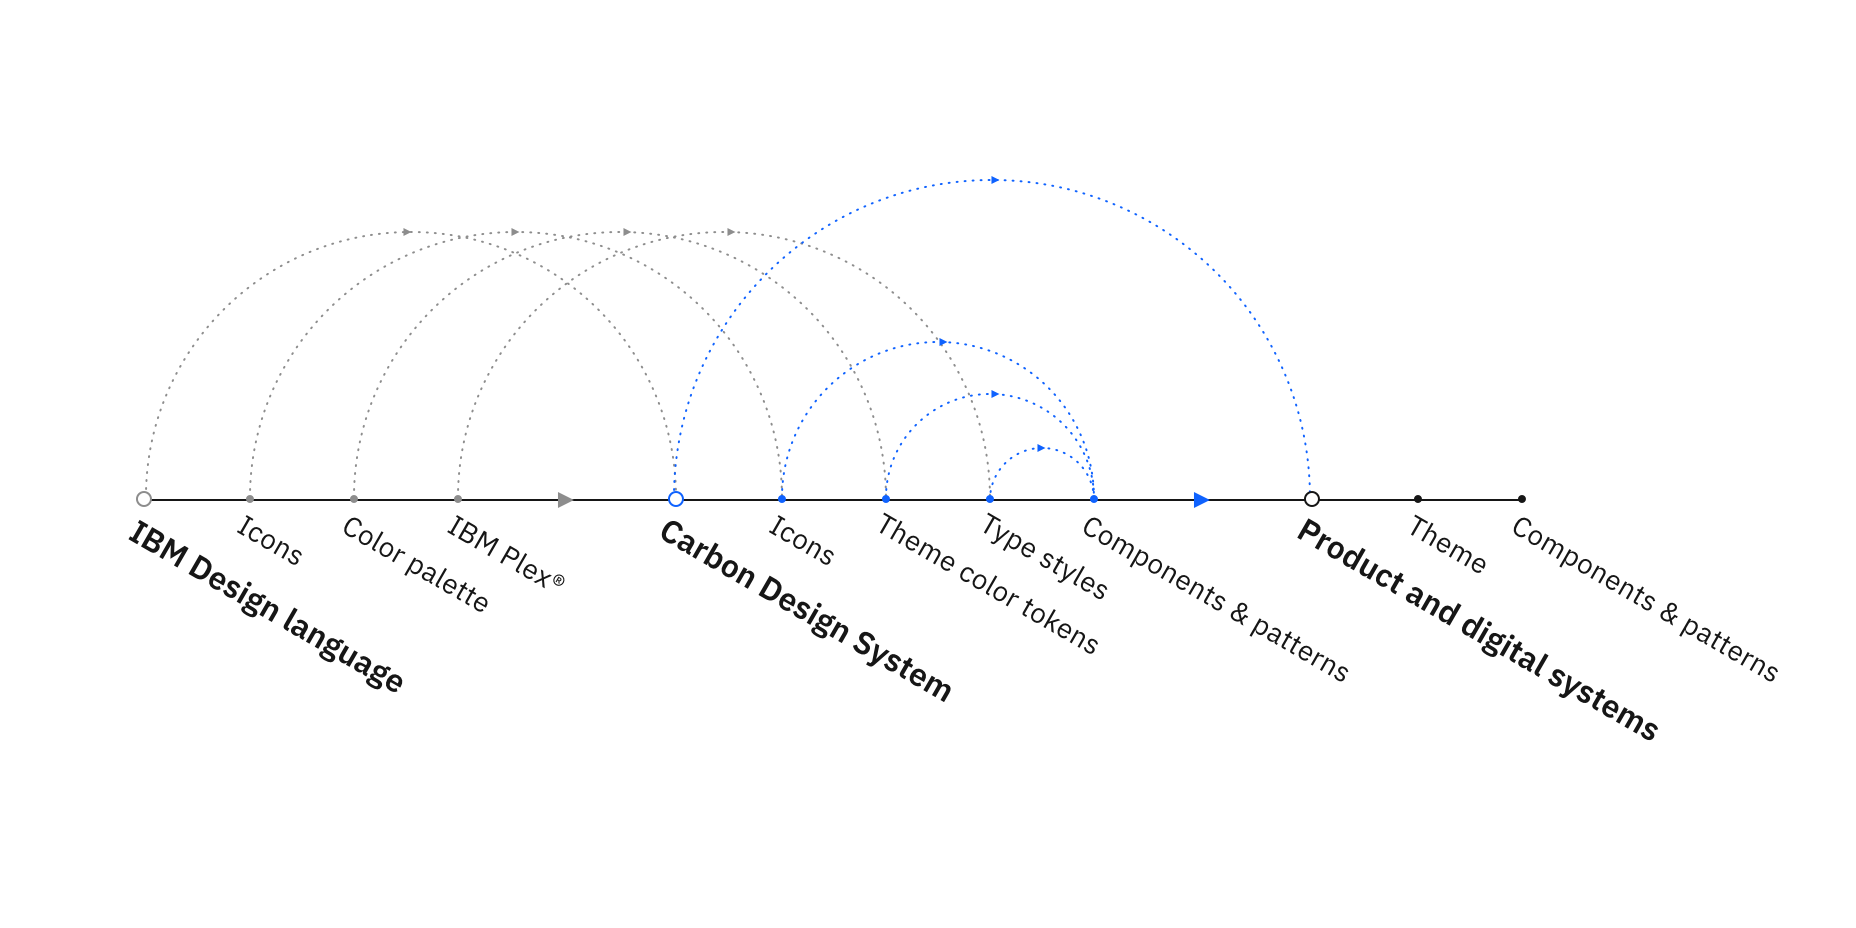 IBM Design language
Icons
Color palette
IBM Plex®
Carbon Design System
Icons
Theme color tokens
Type styles
Components & patterns
Product and digital systems
Theme
Components & patterns